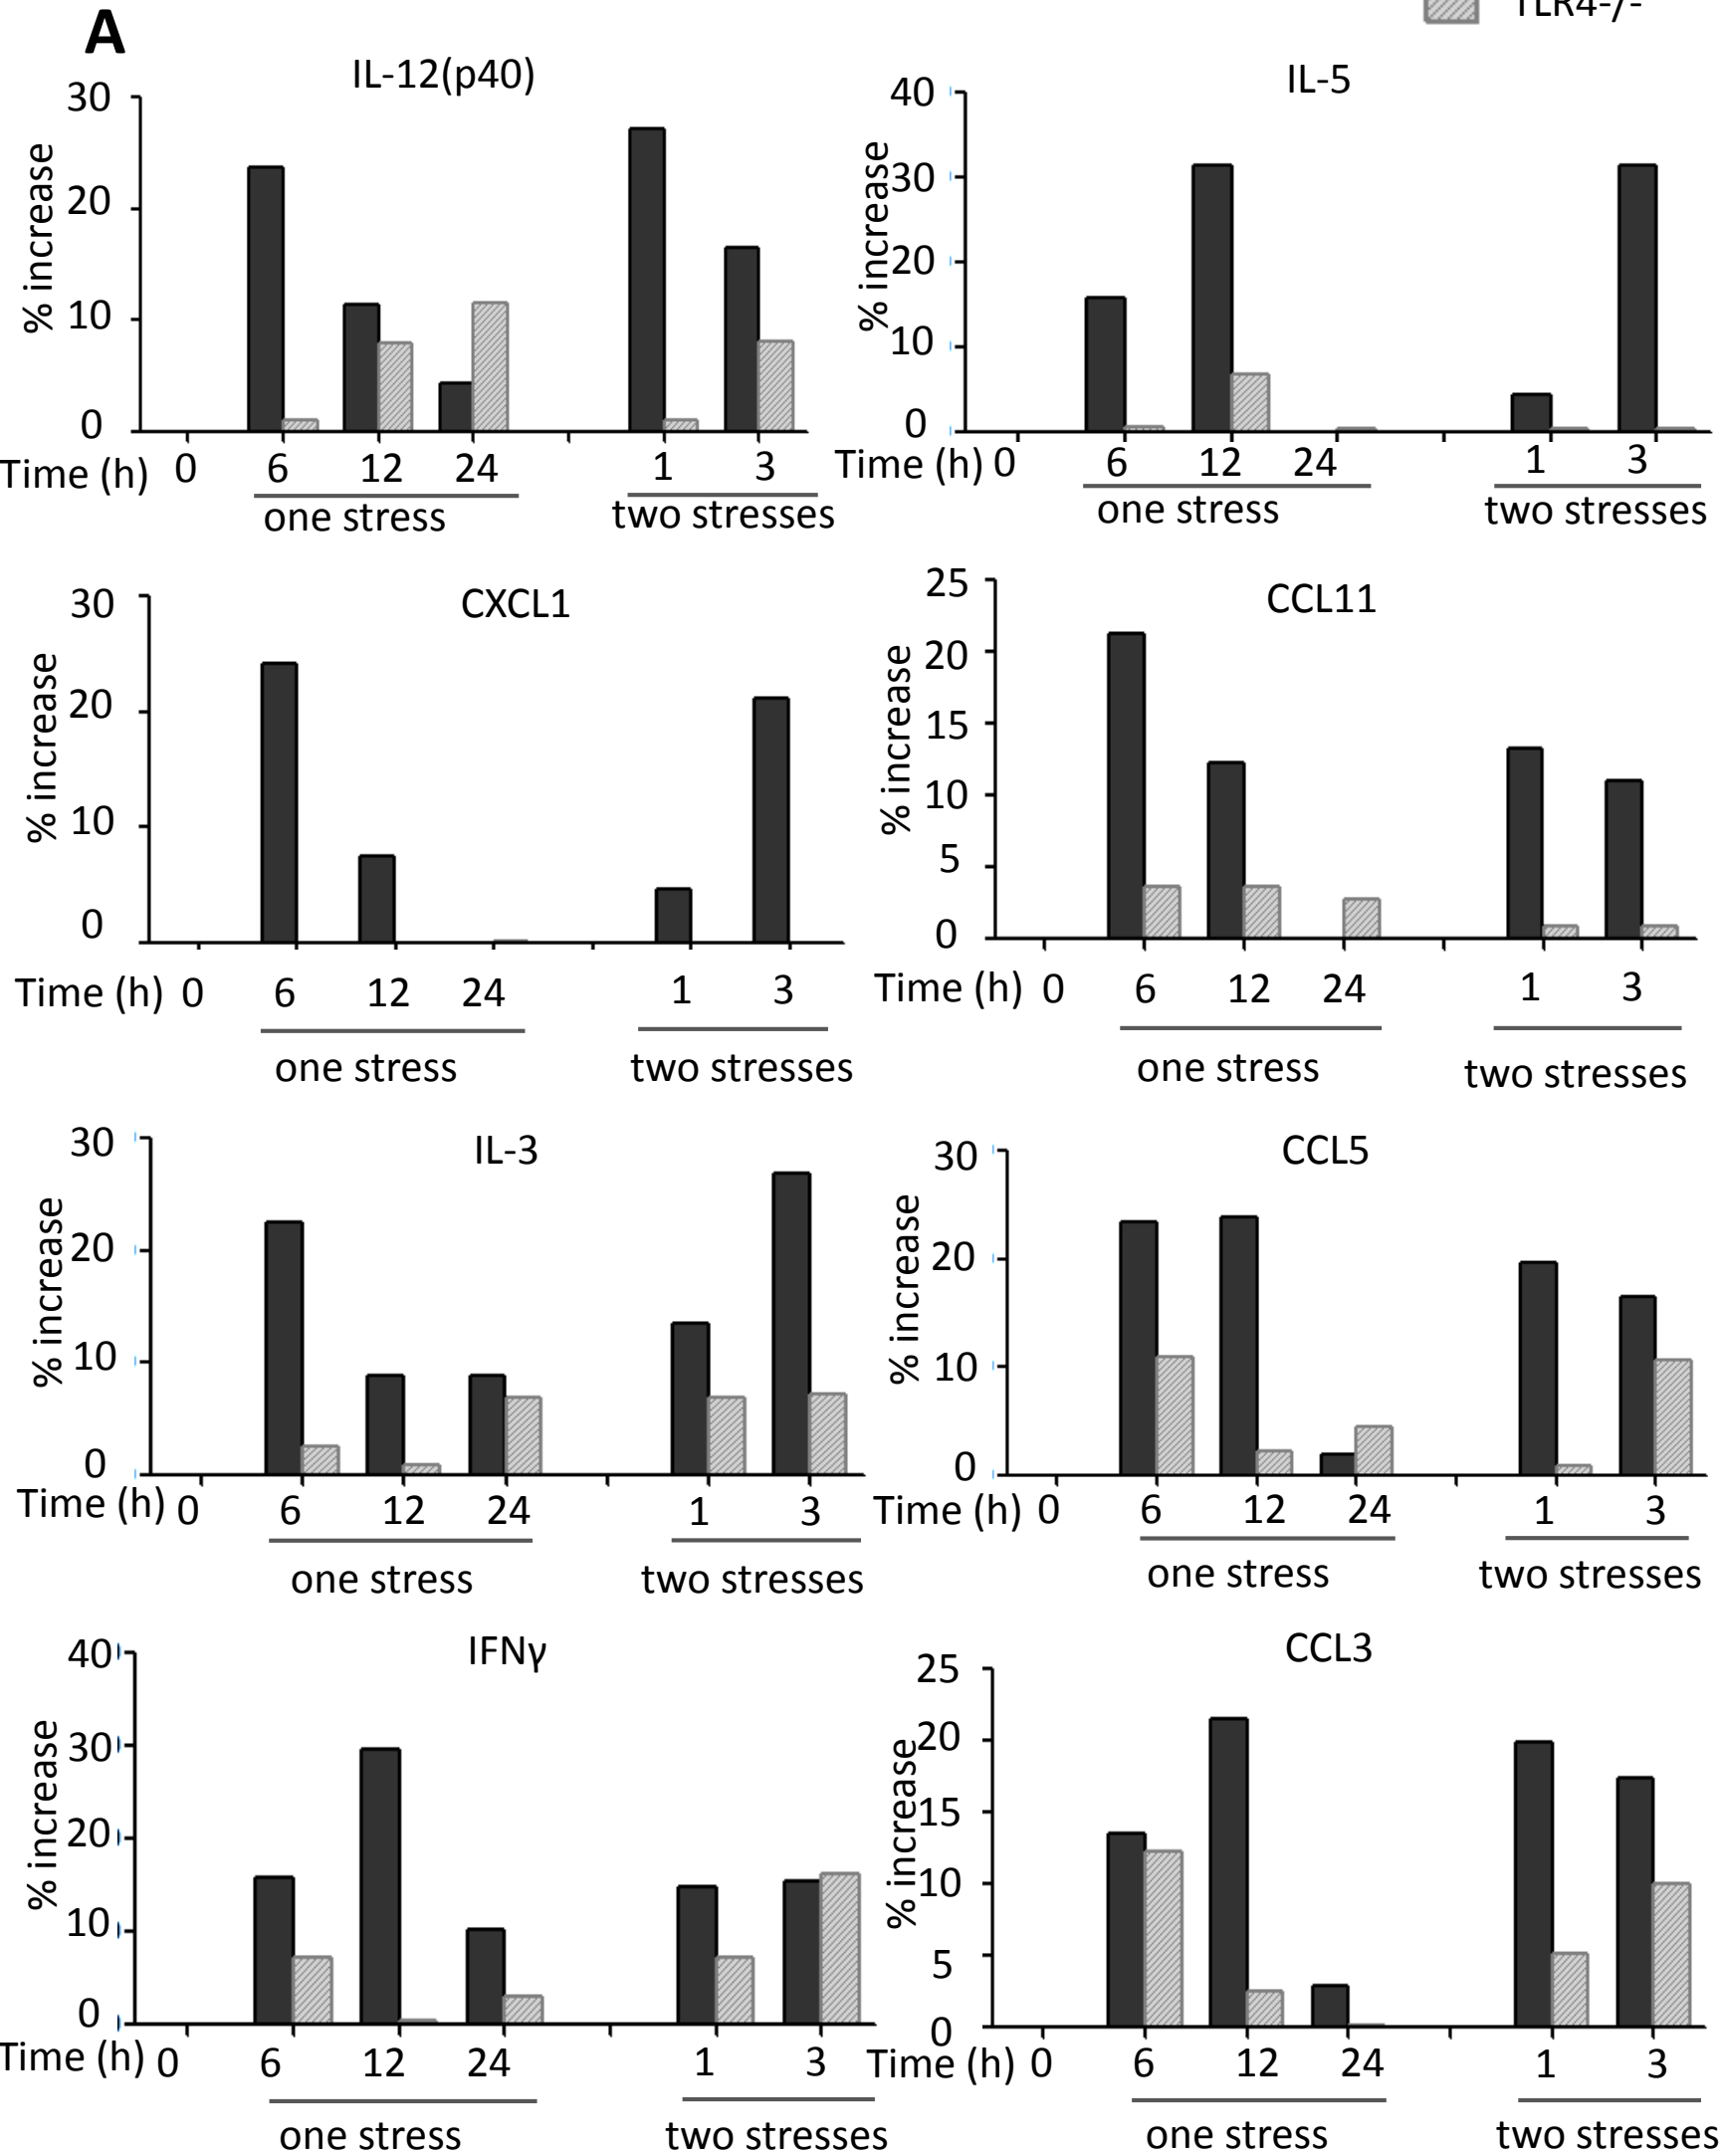 A
TLR4-/-
IL-12(p40)
% increase
30
20
10
0
Time (h) 0 6 12 24 1 3
one stress two stresses
IL-5
% increase
40
30
20
10
0
Time (h) 0 6 12 24 1 3
one stress two stresses
CXCL1
% increase
30
20
10
0
Time (h) 0 6 12 24 1 3
one stress two stresses
CCL11
% increase
25
20
15
10
5
0
Time (h) 0 6 12 24 1 3
one stress two stresses
IL-3
% increase
30
20
10
0
Time (h) 0 6 12 24 1 3
one stress two stresses
CCL5
% increase
30
20
10
0
Time (h) 0 6 12 24 1 3
one stress two stresses
IFNγ
% increase
40
30
20
10
0
Time (h) 0 6 12 24 1 3
one stress two stresses
CCL3
% increase
25
20
15
10
5
0
Time (h) 0 6 12 24 1 3
one stress two stresses